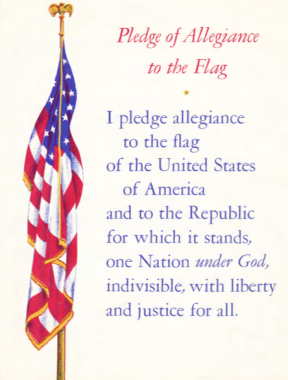 Pledge of Allegiance
to the Flag
I pledge allegiance
to the flag
of the United States
of America
and to the Republic
for which it stands,
one Nation under God,
indivisible, with liberty
and justice for all.